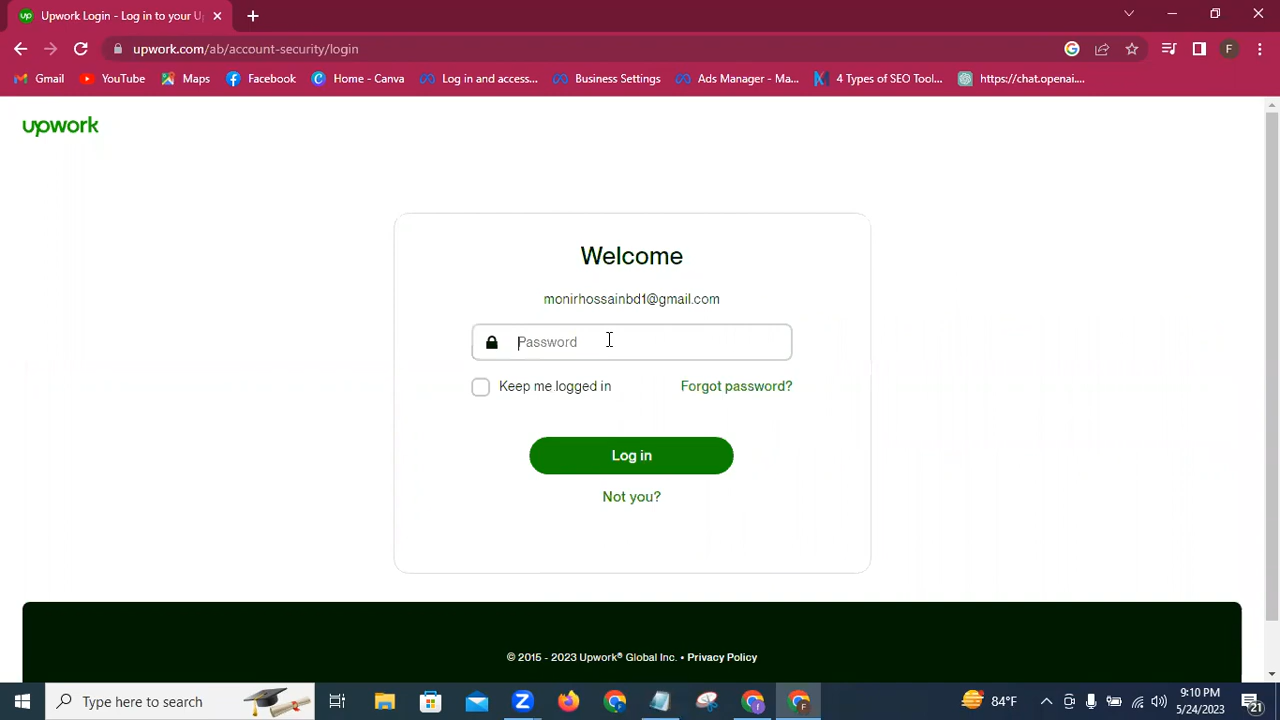 up Upwork Login - Log in to your U
upwork.com/ab/account-security/login
F
Gmail YouTube Maps Facebook Home - Canva Log in and access... Business Settings Ads Manager - Ma... 4 Types of SEO Tool... https://chat.openai....
upwork
Welcome
monirhossainbd1@gmail.com
Password
Keep me logged in Forgot password?
Log in
Not you?
© 2015 - 2023 Upwork® Global Inc. • Privacy Policy
Type here to search
84°F
9:10 PM
5/24/2023
21